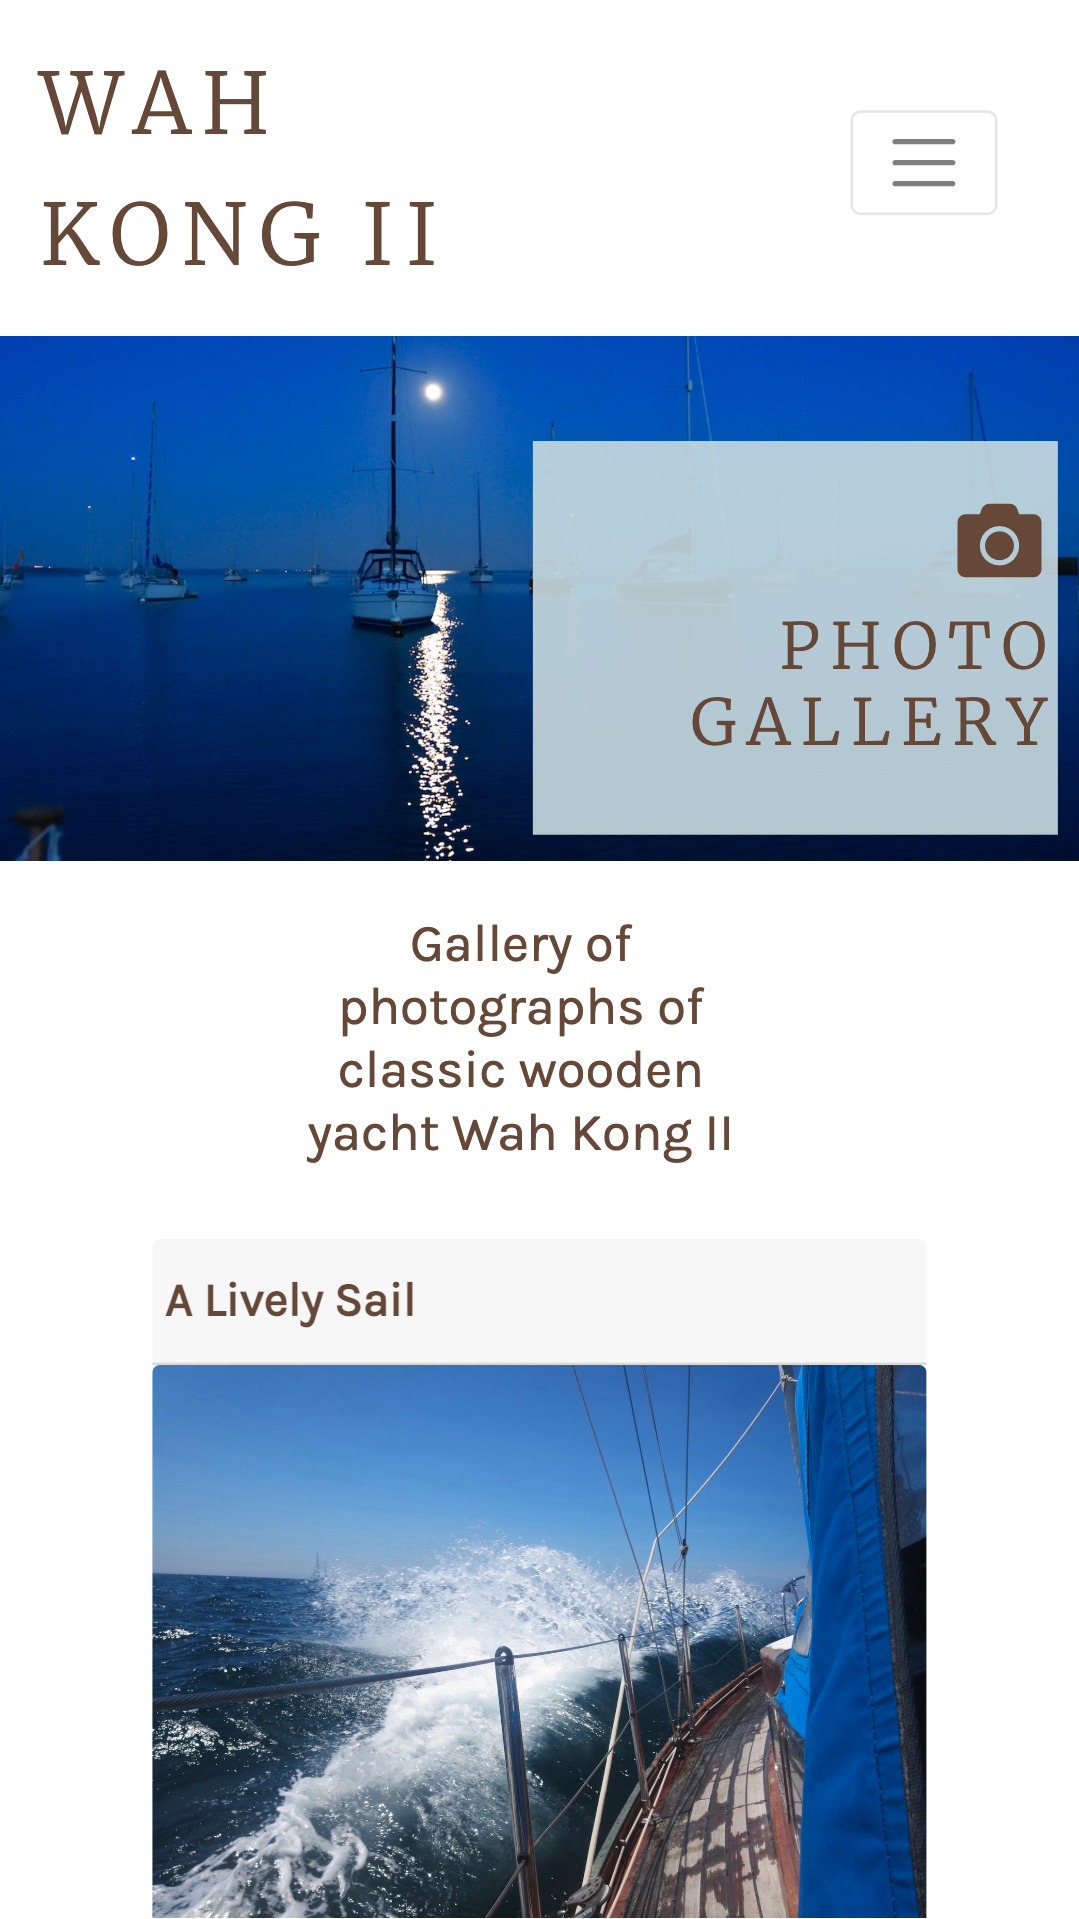 WAH
KONG II
PHOTO
GALLERY
Gallery of
photographs of
classic wooden
yacht Wah Kong II
A Lively Sail